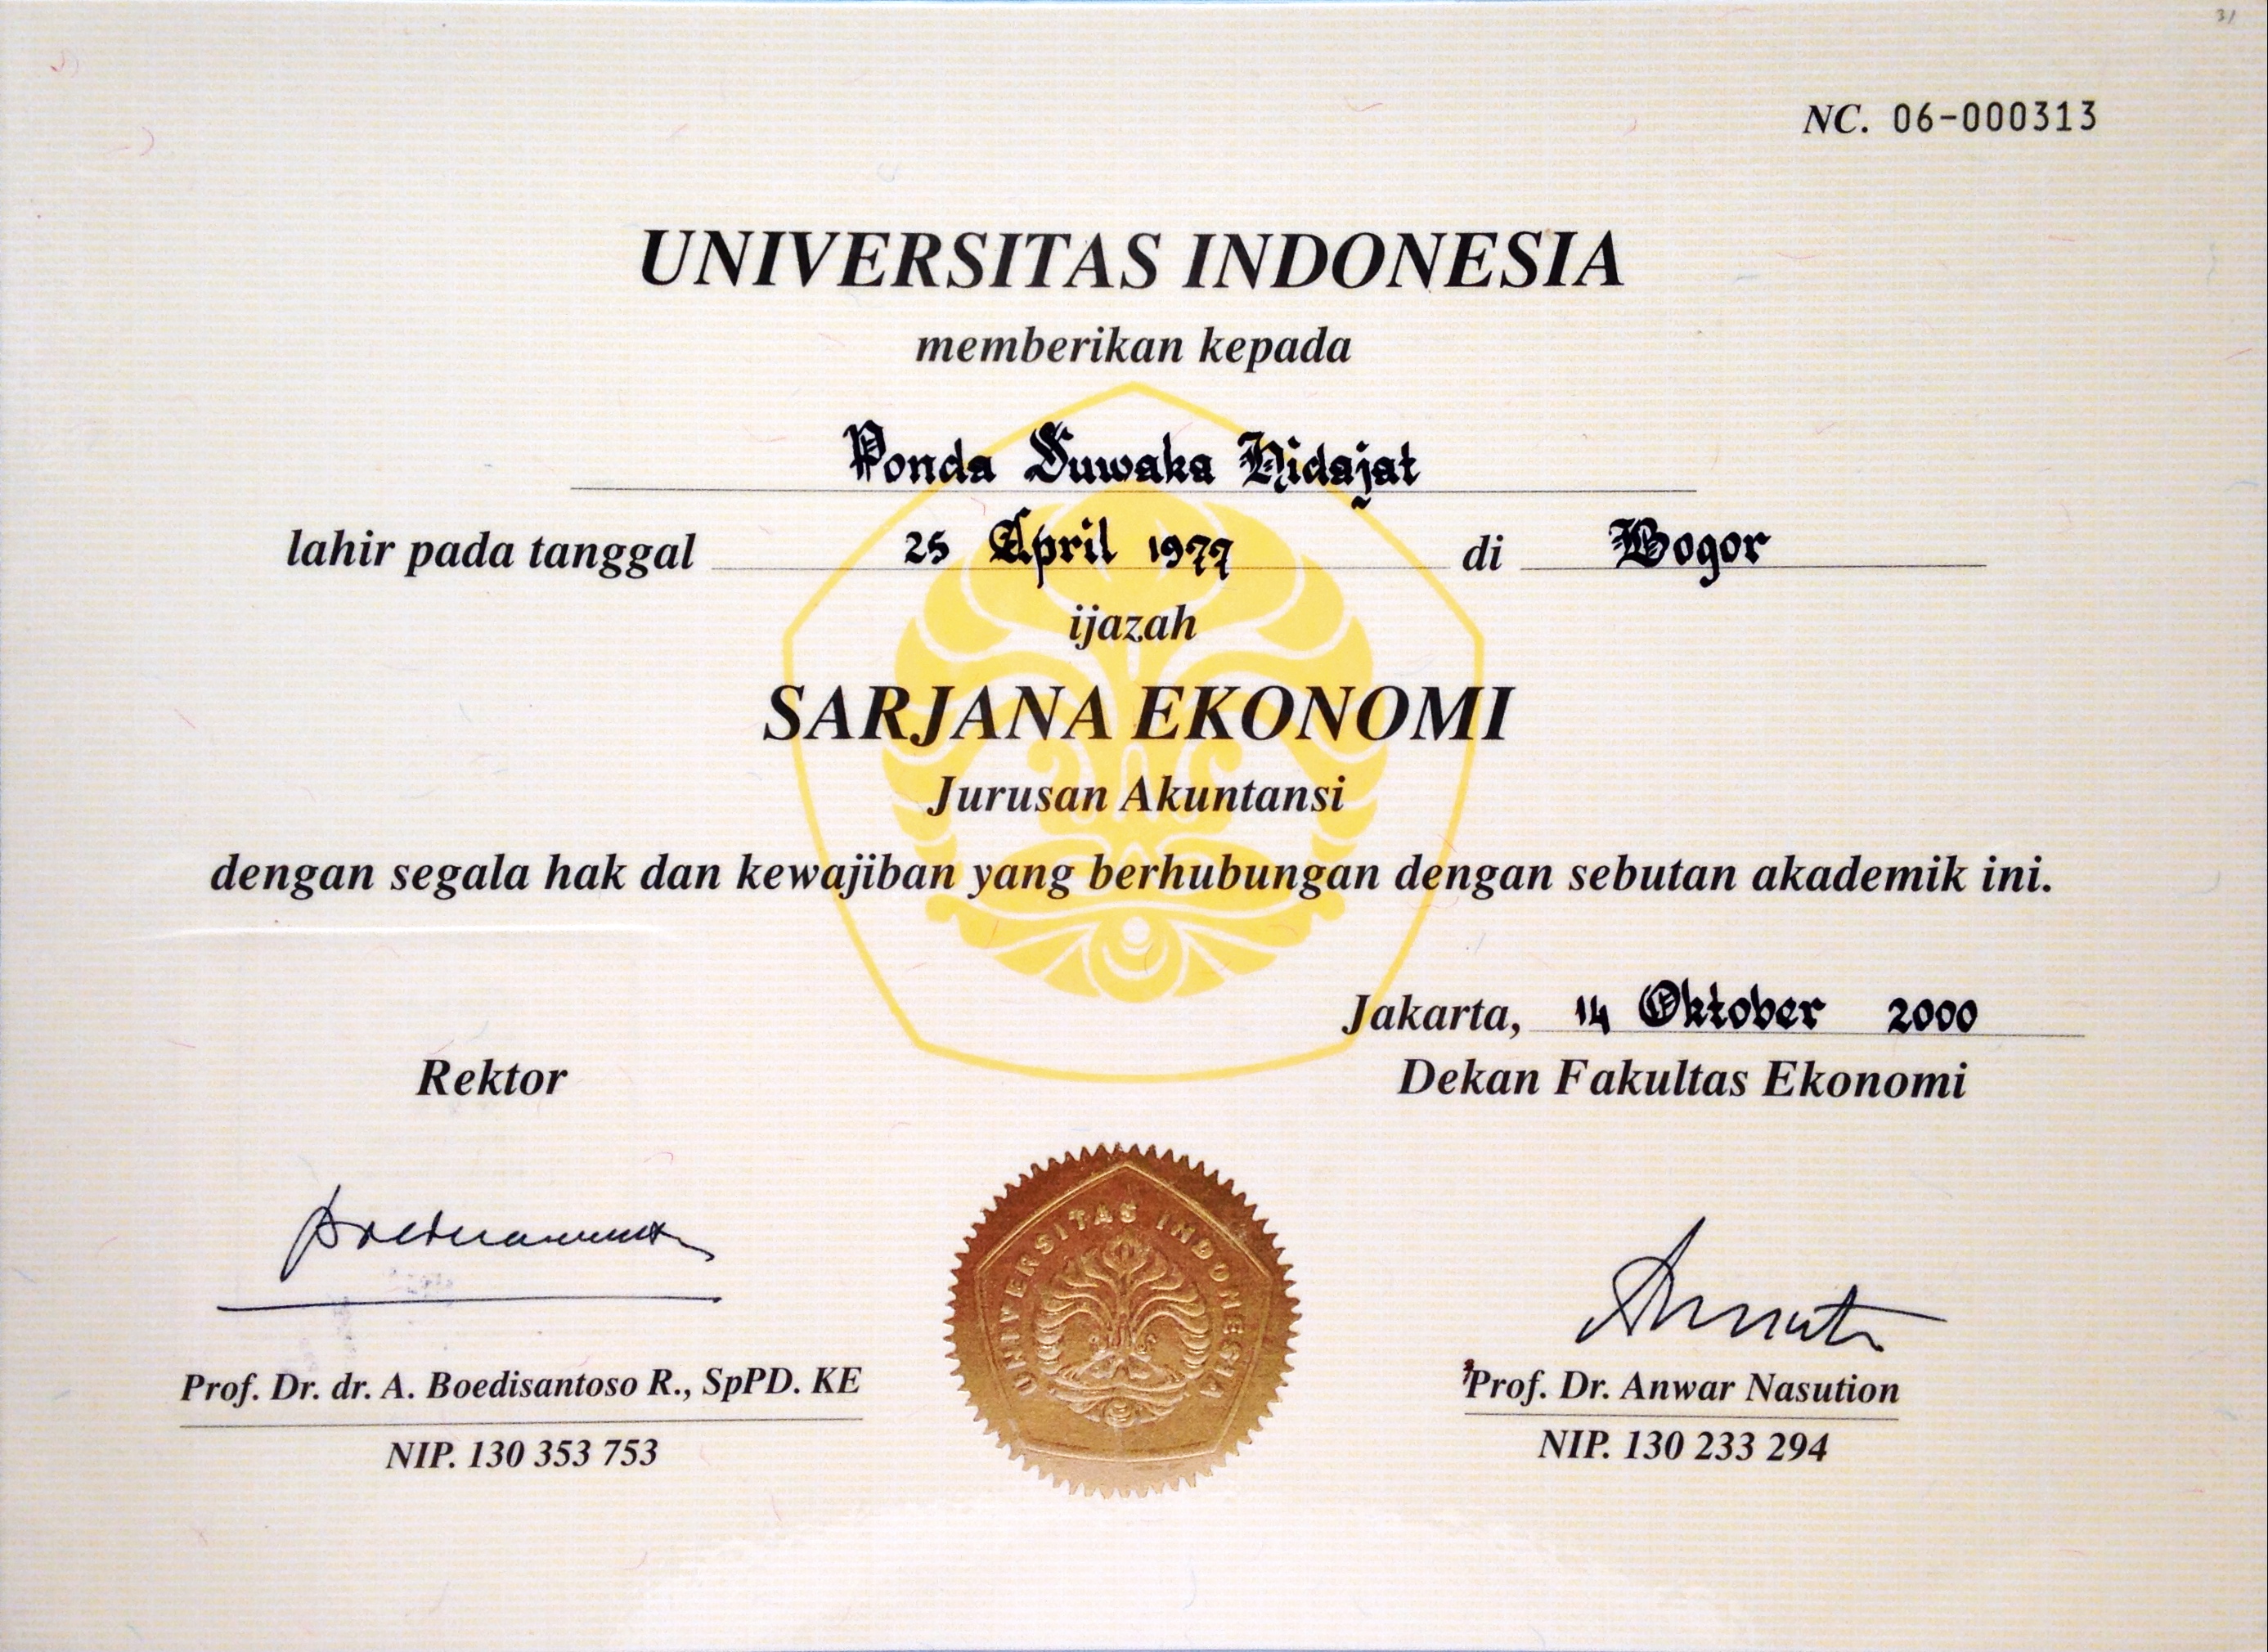 31
NC. 06-000313
UNIVERSITAS INDONESIA
memberikan kepada
Ponda Suwaka Hidajat
lahir pada tanggal 25 April 1977 di Bogor
ijazah
SARJANA EKONOMI
Jurusan Akuntansi
dengan segala hak dan kewajiban yang berhubungan dengan sebutan akademik ini.
Jakarta, 14 Oktober 2000
Rektor
Dekan Fakultas Ekonomi
UNIVERSITAS INDONESIA
Prof. Dr. dr. A. Boedisantoso R., SpPD. KE
NIP. 130 353 753
Prof. Dr. Anwar Nasution
NIP. 130 233 294